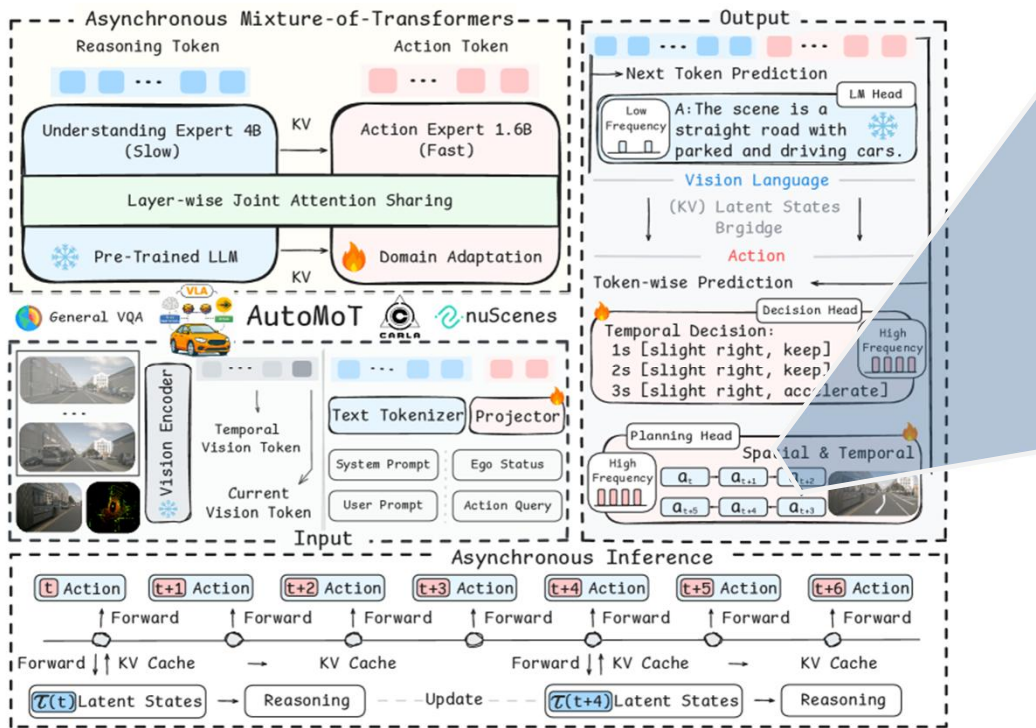 Asynchronous Mixture-of-Transformers
Reasoning Token
Action Token
...
...
Understanding Expert 4B
(Slow)
KV
Action Expert 1.6B
(Fast)
Layer-wise Joint Attention Sharing
Pre-Trained LLM
KV
Domain Adaptation
General VQA
VLA
AutoMoT
CARLA
nuScenes
...
Vision Encoder
...
Temporal
Vision Token
Current
Vision Token
...
Text Tokenizer
Projector
System Prompt
Ego Status
User Prompt
Action Query
Input
Output
...
...
Next Token Prediction
LM Head
Low
Frequency
A:The scene is a
straight road with
parked and driving cars.
Vision Language
(KV) Latent States
Brgidge
Action
Token-wise Prediction
Decision Head
Temporal Decision:
1s [slight right, keep]
2s [slight right, keep]
3s [slight right, accelerate]
High
Frequency
Planning Head
Spatial & Temporal
High
Frequency
at
at+1
at+2
at+5
at+4
at+3
Asynchronous Inference
t Action
t+1 Action
t+2 Action
t+3 Action
t+4 Action
t+5 Action
t+6 Action
Forward
Forward
Forward
Forward
Forward
Forward
Forward
Forward
KV Cache
KV Cache
Forward
KV Cache
KV Cache
τ(t) Latent States
Reasoning
Update
τ(t+4) Latent States
Reasoning